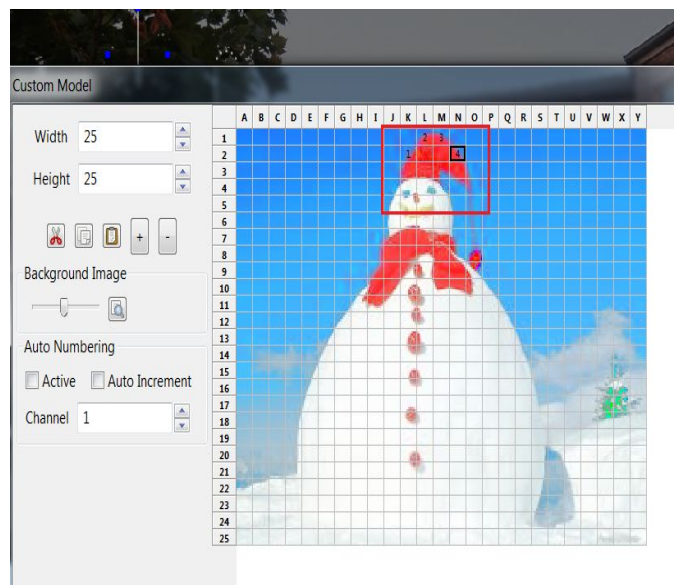 Custom Model
Width 25
Height 25
+ -
Background Image
Auto Numbering
Active Auto Increment
Channel 1
A B C D E F G H I J K L M N O P Q R S T U V W X Y
1 2 3
2 1 4
3
4
5
6
7
8
9
10
11
12
13
14
15
16
17
18
19
20
21
22
23
24
25